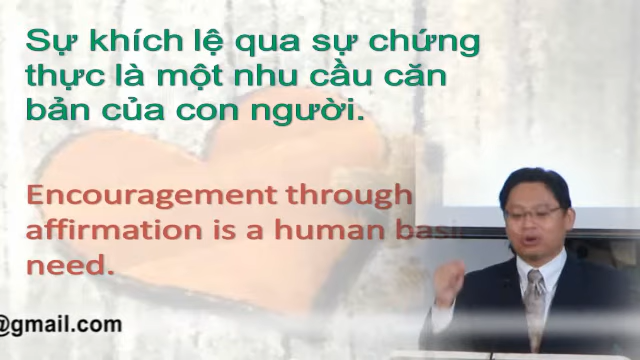 Sự khích lệ qua sự chứng
thực là một nhu cầu căn
bản của con người.
Encouragement through
affirmation is a human basi
need.
@gmail.com